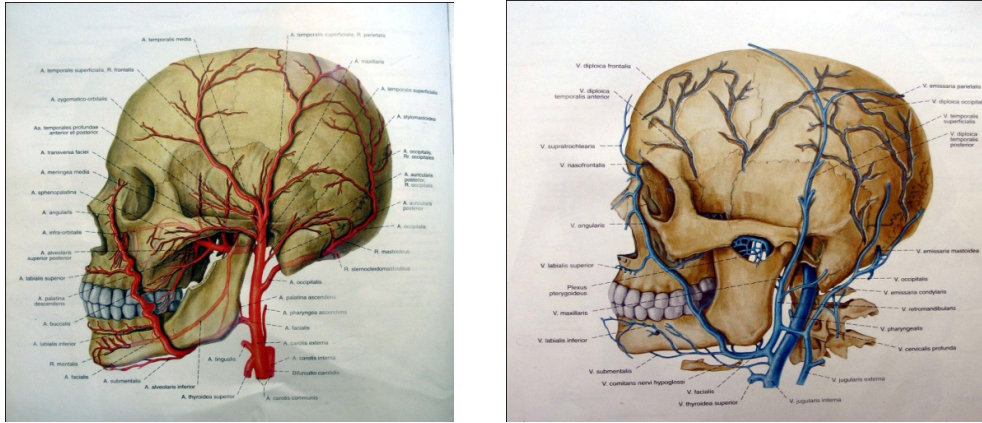 A. temporalis media
A. temporalis superficialis, R. parietalis
A. maxillaris
A. temporalis superficialis, R. frontalis
A. temporalis superficialis
A. zygomatico-orbitalis
A. stylomastoidea
Aa. temporales profundae
anterior et posterior
A. occipitalis,
Rr. occipitales
A. transversa faciei
A. auricularis
posterior,
R. occipitalis
A. meningea media
A. sphenopalatina
A. auricularis
posterior
A. angularis
A. occipitalis
A. infra-orbitalis
R. mastoideus
A. alveolaris
superior posterior
R. sternocleidomastoideus
A. labialis superior
A. occipitalis
A. palatina
descendens
A. palatina ascendens
A. pharyngea ascendens
A. buccalis
A. facialis
A. labialis inferior
A. carotis externa
R. mentalis
A. lingualis
A. carotis interna
A. facialis
A. submentalis
Bifurcatio carotidis
A. alveolaris inferior
A. thyroidea superior
A. carotis communis
V. diploica frontalis
V. diploica
temporalis anterior
V. emissaria parietalis
V. diploica occipitalis
V. temporalis
superficialis
V. diploica
temporalis
posterior
V. supratrochlearis
V. nasofrontalis
V. angularis
V. emissaria mastoidea
V. labialis superior
V. occipitalis
Plexus
pterygoideus
V. emissaria condylaris
V. retromandibularis
V. maxillaris
V. pharyngealis
V. labialis inferior
V. cervicalis profunda
V. submentalis
V. comitans nervi hypoglossi
V. jugularis externa
V. facialis
V. thyroidea superior
V. jugularis interna